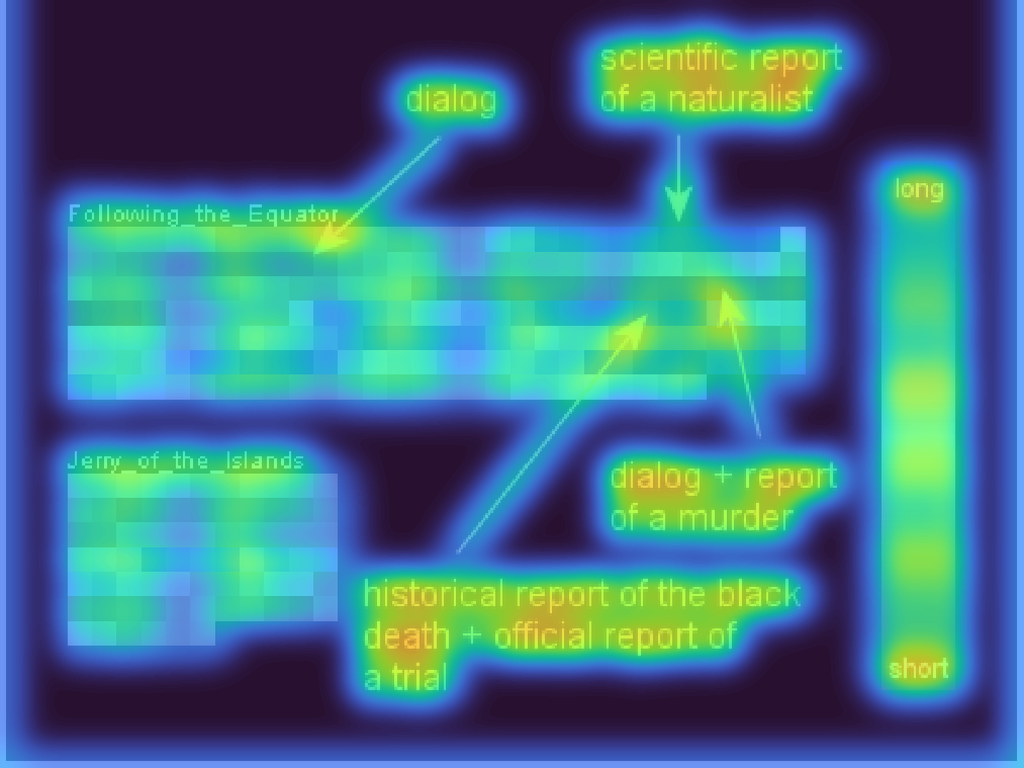 scientific report
of a naturalist
dialog
long
Following_the_Equator
Jerry_of_the_Islands
dialog + report
of a murder
historical report of the black
death + official report of
a trial
short